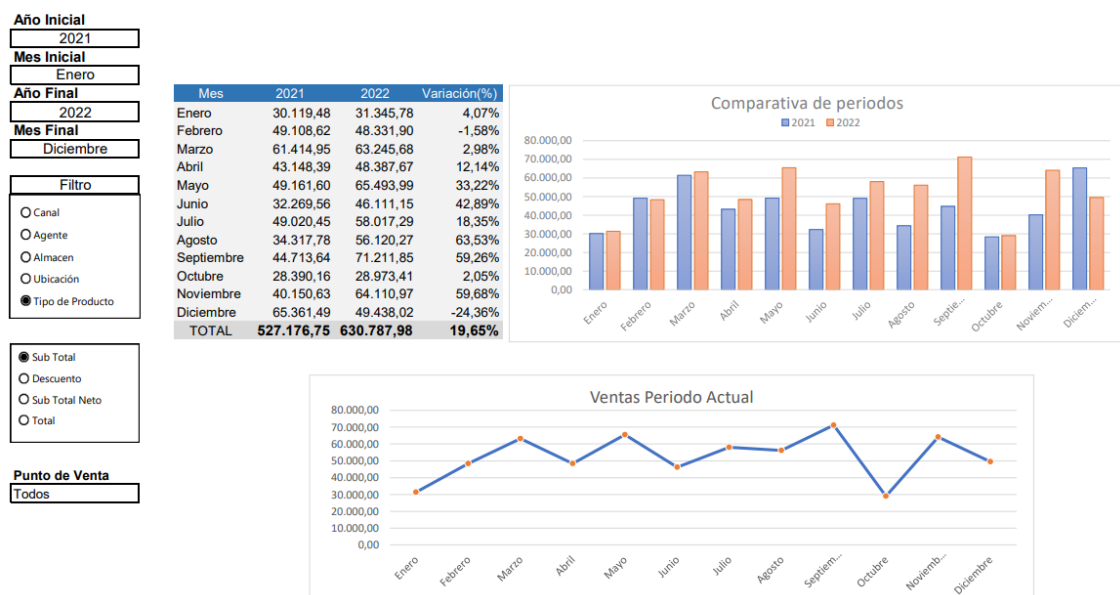 Año Inicial
2021
Mes Inicial
Enero
Año Final
2022
Mes Final
Diciembre
Filtro
Canal
Agente
Almacen
Ubicación
Tipo de Producto
Sub Total
Descuento
Sub Total Neto
Total
Punto de Venta
Todos
Mes 2021 2022 Variación(%)
Enero 30.119,48 31.345,78 4,07%
Febrero 49.108,62 48.331,90 -1,58%
Marzo 61.414,95 63.245,68 2,98%
Abril 43.148,39 48.387,67 12,14%
Mayo 49.161,60 65.493,99 33,22%
Junio 32.269,56 46.111,15 42,89%
Julio 49.020,45 58.017,29 18,35%
Agosto 34.317,78 56.120,27 63,53%
Septiembre 44.713,64 71.211,85 59,26%
Octubre 28.390,16 28.973,41 2,05%
Noviembre 40.150,63 64.110,97 59,68%
Diciembre 65.361,49 49.438,02 -24,36%
TOTAL 527.176,75 630.787,98 19,65%
Comparativa de periodos
2021 2022
80.000,00
70.000,00
60.000,00
50.000,00
40.000,00
30.000,00
20.000,00
10.000,00
0,00
Enero Febrero Marzo Abril Mayo Junio Julio Agosto Septie... Octubre Noviem... Diciem...
Ventas Periodo Actual
80.000,00
70.000,00
60.000,00
50.000,00
40.000,00
30.000,00
20.000,00
10.000,00
0,00
Enero Febrero Marzo Abril Mayo Junio Julio Agosto Septiem... Octubre Noviemb... Diciembre